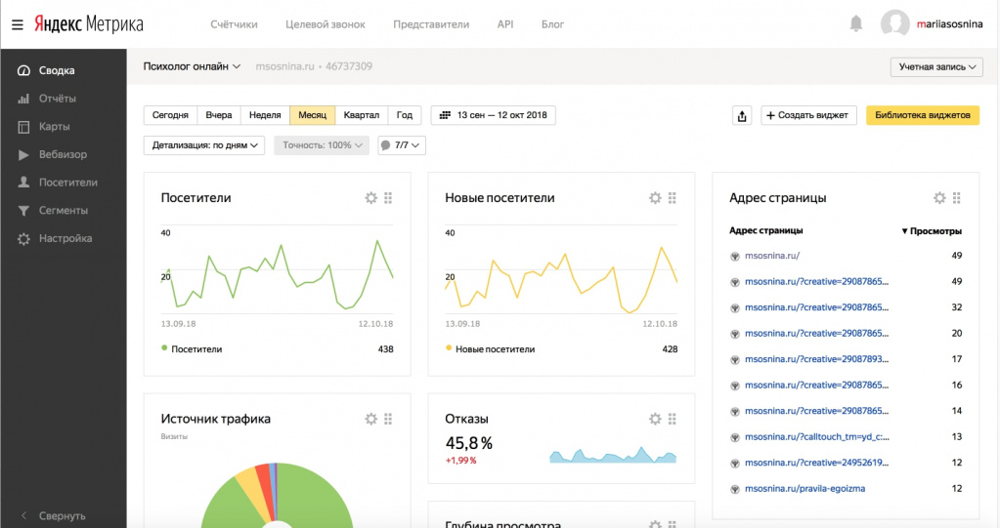 Яндекс Метрика
Счётчики
Целевой звонок
Представители
API
Блог
mariiasosnina
Сводка
Отчёты
Карты
Вебвизор
Посетители
Сегменты
Настройка
Свернуть
Психолог онлайн
msosnina.ru • 46737309
Учетная запись
Сегодня
Вчера
Неделя
Месяц
Квартал
Год
13 сен — 12 окт 2018
+ Создать виджет
Библиотека виджетов
Детализация: по дням
Точность: 100%
7/7
Посетители
40
20
13.09.18
12.10.18
Посетители 438
Новые посетители
40
20
13.09.18
12.10.18
Новые посетители 428
Адрес страницы
Адрес страницы ▼ Просмотры
msosnina.ru/ 49
msosnina.ru/?creative=29087865... 49
msosnina.ru/?creative=29087865... 32
msosnina.ru/?creative=29087865... 20
msosnina.ru/?creative=29087893... 17
msosnina.ru/?creative=29087865... 16
msosnina.ru/?creative=29087865... 14
msosnina.ru/?calltouch_tm=yd_c:... 13
msosnina.ru/?creative=24952619... 12
msosnina.ru/pravila-egoizma 12
Источник трафика
Визиты
Отказы
45,8 %
+1,99 %
Глубина просмотра